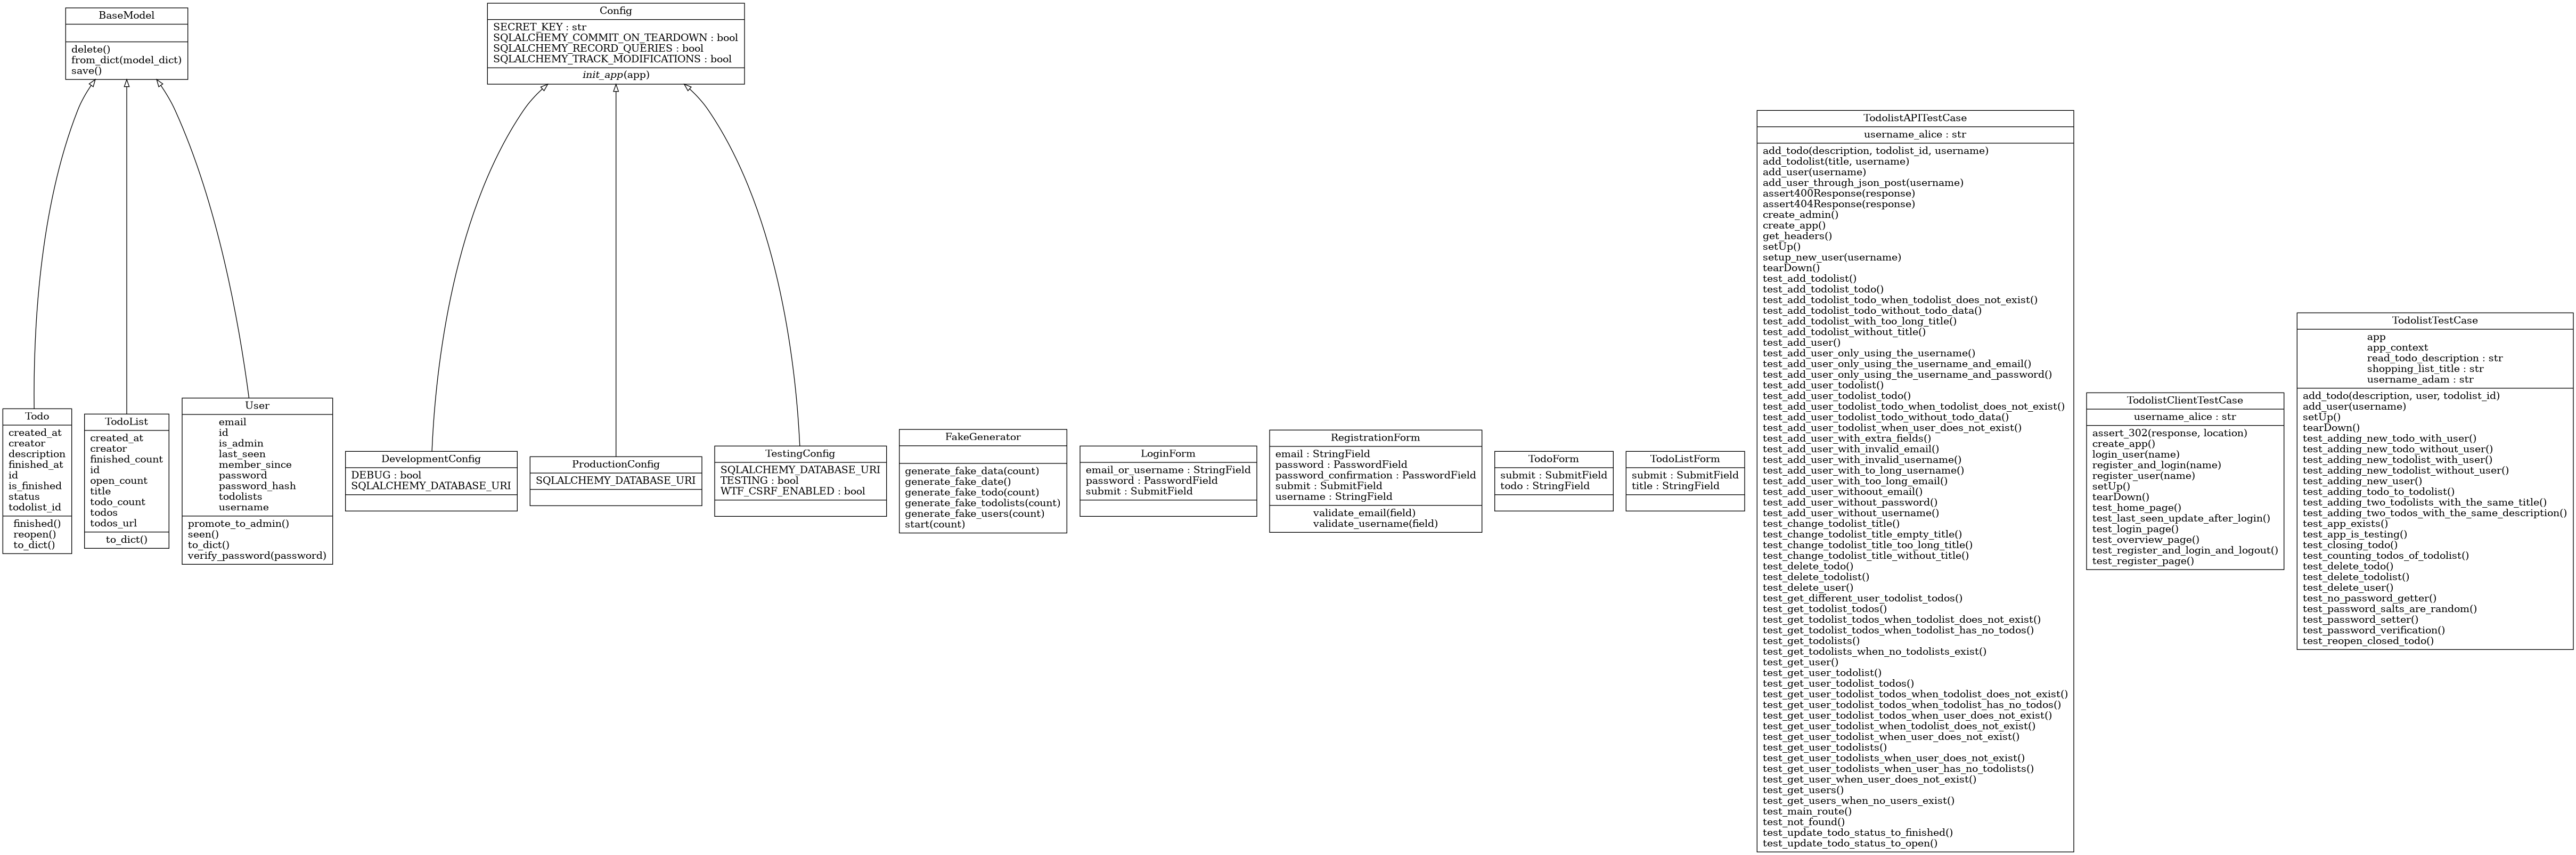 BaseModel
delete()
from_dict(model_dict)
save()
Config
SECRET_KEY : str
SQLALCHEMY_COMMIT_ON_TEARDOWN : bool
SQLALCHEMY_RECORD_QUERIES : bool
SQLALCHEMY_TRACK_MODIFICATIONS : bool
init_app(app)
Todo
created_at
creator
description
finished_at
id
is_finished
status
todolist_id
finished()
reopen()
to_dict()
TodoList
created_at
creator
finished_count
id
open_count
title
todo_count
todos
todos_url
to_dict()
User
email
id
is_admin
last_seen
member_since
password
password_hash
todolists
username
promote_to_admin()
seen()
to_dict()
verify_password(password)
DevelopmentConfig
DEBUG : bool
SQLALCHEMY_DATABASE_URI
ProductionConfig
SQLALCHEMY_DATABASE_URI
TestingConfig
SQLALCHEMY_DATABASE_URI
TESTING : bool
WTF_CSRF_ENABLED : bool
FakeGenerator
generate_fake_data(count)
generate_fake_date()
generate_fake_todo(count)
generate_fake_todolists(count)
generate_fake_users(count)
start(count)
LoginForm
email_or_username : StringField
password : PasswordField
submit : SubmitField
RegistrationForm
email : StringField
password : PasswordField
password_confirmation : PasswordField
submit : SubmitField
username : StringField
validate_email(field)
validate_username(field)
TodoForm
submit : SubmitField
todo : StringField
TodoListForm
submit : SubmitField
title : StringField
TodolistAPITestCase
username_alice : str
add_todo(description, todolist_id, username)
add_todolist(title, username)
add_user(username)
add_user_through_json_post(username)
assert400Response(response)
assert404Response(response)
create_admin()
create_app()
get_headers()
setUp()
setup_new_user(username)
tearDown()
test_add_todolist()
test_add_todolist_todo()
test_add_todolist_todo_when_todolist_does_not_exist()
test_add_todolist_todo_without_todo_data()
test_add_todolist_with_too_long_title()
test_add_todolist_without_title()
test_add_user()
test_add_user_only_using_the_username()
test_add_user_only_using_the_username_and_email()
test_add_user_only_using_the_username_and_password()
test_add_user_todolist()
test_add_user_todolist_todo()
test_add_user_todolist_todo_when_todolist_does_not_exist()
test_add_user_todolist_todo_without_todo_data()
test_add_user_todolist_when_user_does_not_exist()
test_add_user_with_extra_fields()
test_add_user_with_invalid_email()
test_add_user_with_invalid_username()
test_add_user_with_to_long_username()
test_add_user_with_too_long_email()
test_add_user_withoout_email()
test_add_user_without_password()
test_add_user_without_username()
test_change_todolist_title()
test_change_todolist_title_empty_title()
test_change_todolist_title_too_long_title()
test_change_todolist_title_without_title()
test_delete_todo()
test_delete_todolist()
test_delete_user()
test_get_different_user_todolist_todos()
test_get_todolist_todos()
test_get_todolist_todos_when_todolist_does_not_exist()
test_get_todolist_todos_when_todolist_has_no_todos()
test_get_todolists()
test_get_todolists_when_no_todolists_exist()
test_get_user()
test_get_user_todolist()
test_get_user_todolist_todos()
test_get_user_todolist_todos_when_todolist_does_not_exist()
test_get_user_todolist_todos_when_todolist_has_no_todos()
test_get_user_todolist_todos_when_user_does_not_exist()
test_get_user_todolist_when_todolist_does_not_exist()
test_get_user_todolist_when_user_does_not_exist()
test_get_user_todolists()
test_get_user_todolists_when_user_does_not_exist()
test_get_user_todolists_when_user_has_no_todolists()
test_get_user_when_user_does_not_exist()
test_get_users()
test_get_users_when_no_users_exist()
test_main_route()
test_not_found()
test_update_todo_status_to_finished()
test_update_todo_status_to_open()
TodolistClientTestCase
username_alice : str
assert_302(response, location)
create_app()
login_user(name)
register_and_login(name)
register_user(name)
setUp()
tearDown()
test_home_page()
test_last_seen_update_after_login()
test_login_page()
test_overview_page()
test_register_and_login_and_logout()
test_register_page()
TodolistTestCase
app
app_context
read_todo_description : str
shopping_list_title : str
username_adam : str
add_todo(description, user, todolist_id)
add_user(username)
setUp()
tearDown()
test_adding_new_todo_with_user()
test_adding_new_todo_without_user()
test_adding_new_todolist_with_user()
test_adding_new_todolist_without_user()
test_adding_new_user()
test_adding_todo_to_todolist()
test_adding_two_todolists_with_the_same_title()
test_adding_two_todos_with_the_same_description()
test_app_exists()
test_app_is_testing()
test_closing_todo()
test_counting_todos_of_todolist()
test_delete_todo()
test_delete_todolist()
test_delete_user()
test_no_password_getter()
test_password_salts_are_random()
test_password_setter()
test_password_verification()
test_reopen_closed_todo()